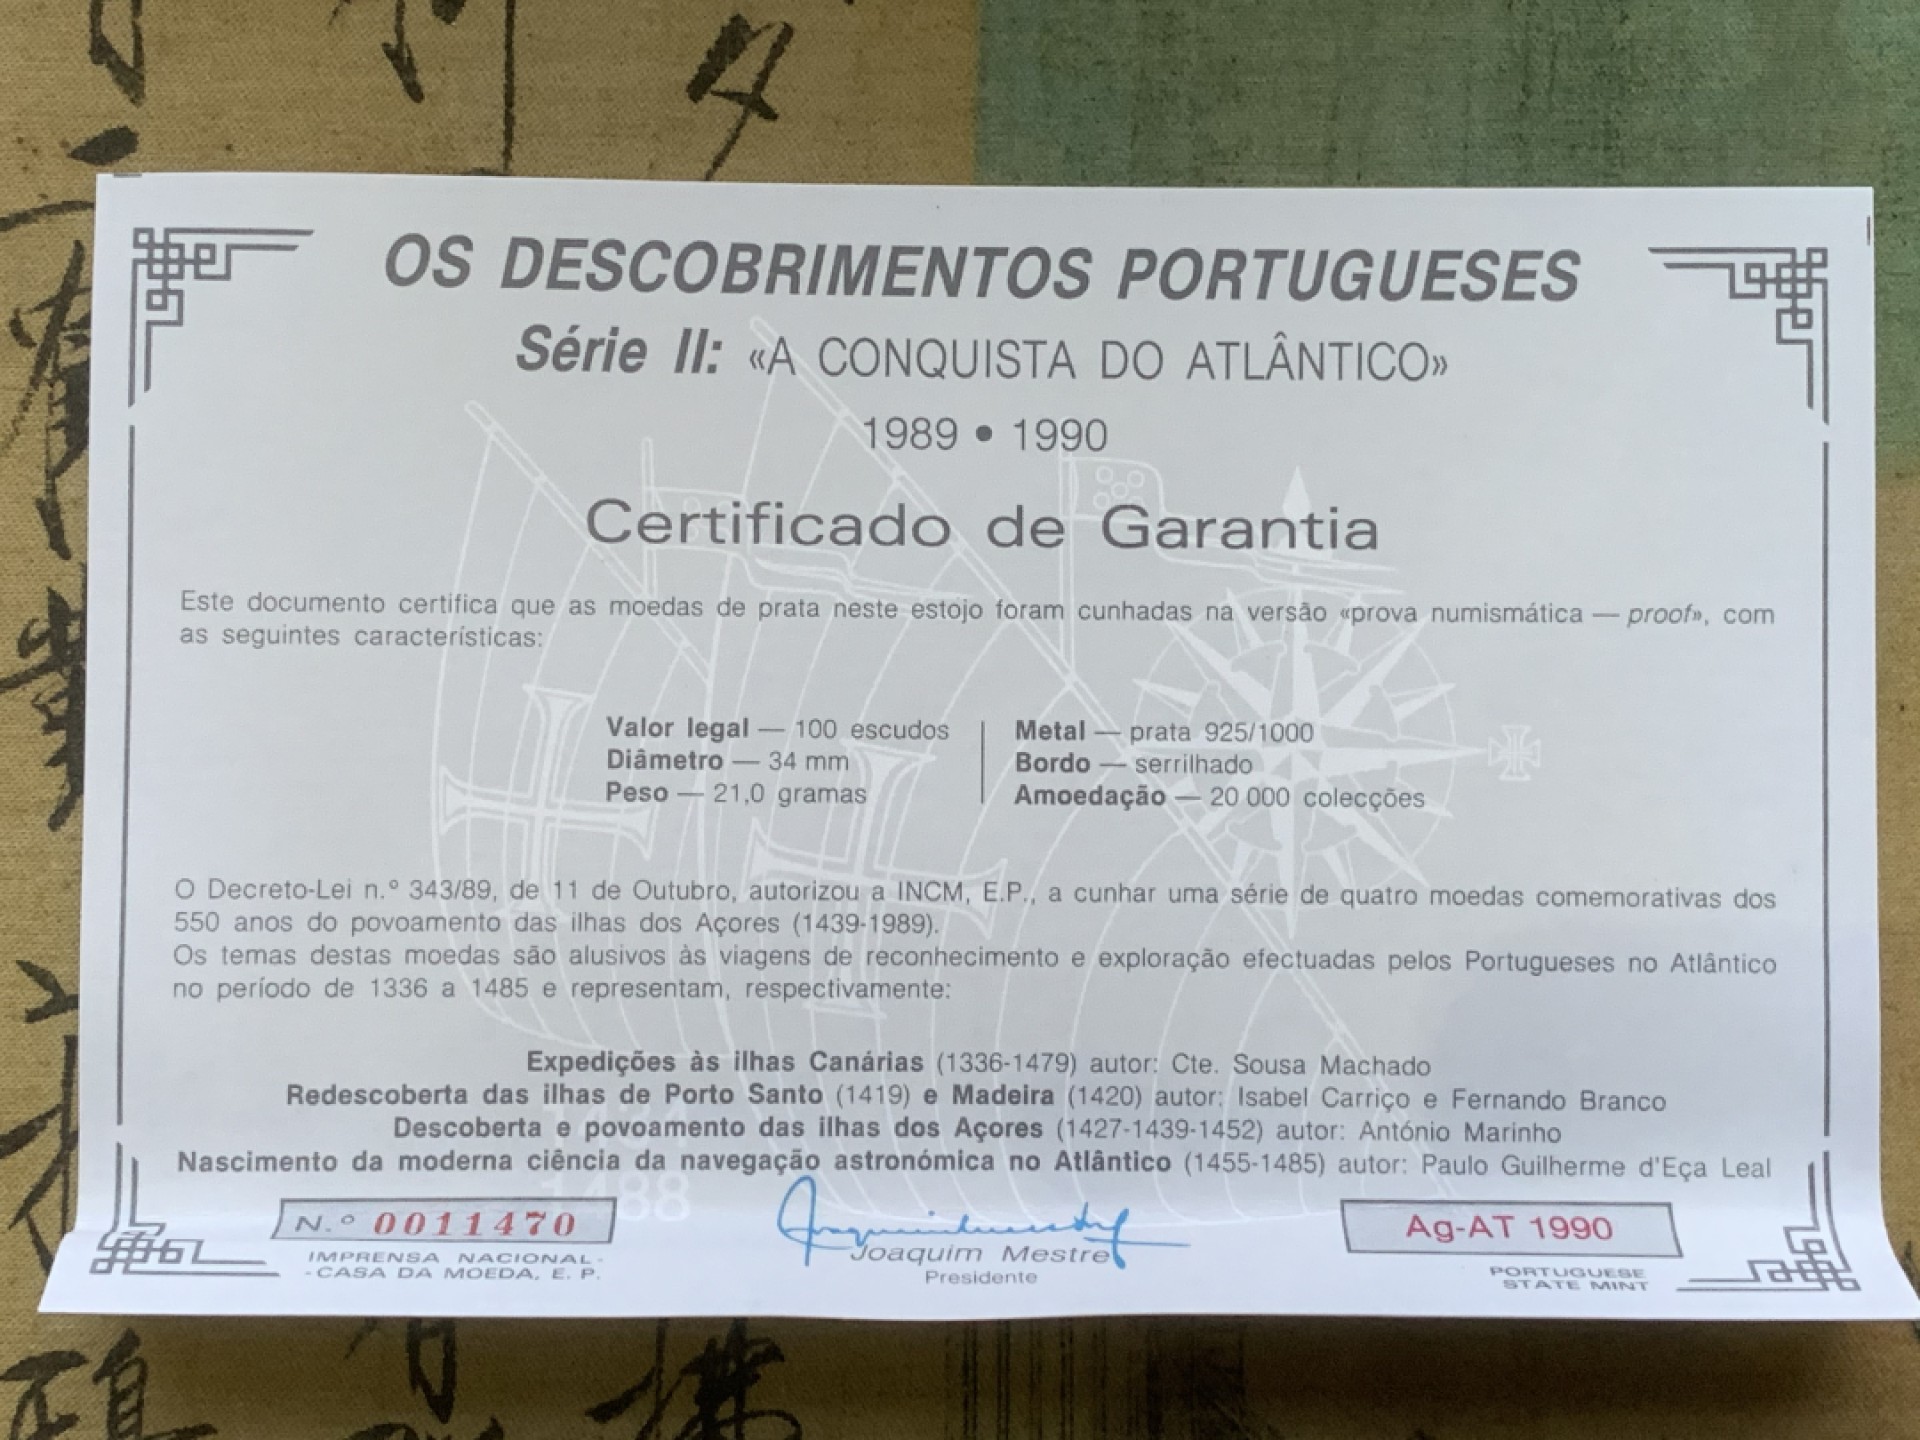 OS DESCOBRIMENTOS PORTUGUESES
Série II: «A CONQUISTA DO ATLÂNTICO»
1989 • 1990
Certificado de Garantia
Este documento certifica que as moedas de prata neste estojo foram cunhadas na versão «prova numismática — proof», com
as seguintes características:
Valor legal — 100 escudos
Diâmetro — 34 mm
Peso — 21,0 gramas
Metal — prata 925/1000
Bordo — serrilhado
Amoedação — 20 000 colecções
O Decreto-Lei n.º 343/89, de 11 de Outubro, autorizou a INCM, E.P., a cunhar uma série de quatro moedas comemorativas dos
550 anos do povoamento das ilhas dos Açores (1439-1989).
Os temas destas moedas são alusivos às viagens de reconhecimento e exploração efectuadas pelos Portugueses no Atlântico
no período de 1336 a 1485 e representam, respectivamente:
Expedições às ilhas Canárias (1336-1479) autor: Cte. Sousa Machado
Redescoberta das ilhas de Porto Santo (1419) e Madeira (1420) autor: Isabel Carriço e Fernando Branco
Descoberta e povoamento das ilhas dos Açores (1427-1439-1452) autor: António Marinho
Nascimento da moderna ciência da navegação astronómica no Atlântico (1455-1485) autor: Paulo Guilherme d'Eça Leal
1434
1488
N.º 0011470
IMPRENSA NACIONAL-
-CASA DA MOEDA, E. P.
Joaquim Mestre
Presidente
Ag-AT 1990
PORTUGUESE
STATE MINT